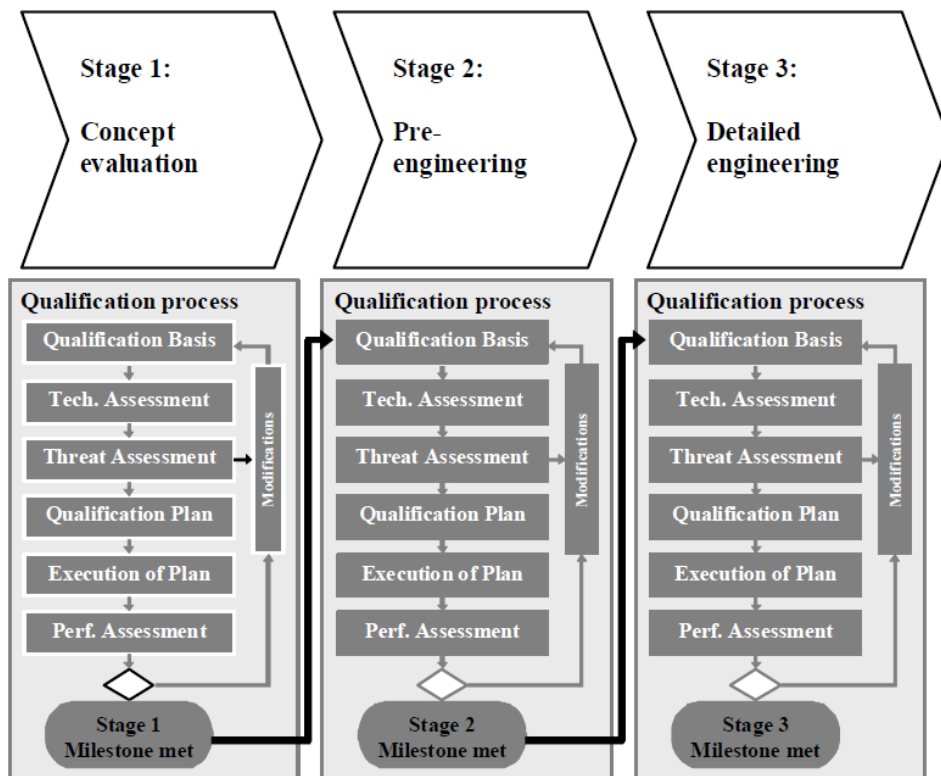 Stage 1:
Concept
evaluation
Stage 2:
Pre-
engineering
Stage 3:
Detailed
engineering
Qualification process
Qualification Basis
Tech. Assessment
Threat Assessment
Qualification Plan
Execution of Plan
Perf. Assessment
Modifications
Stage 1
Milestone met
Qualification process
Qualification Basis
Tech. Assessment
Threat Assessment
Qualification Plan
Execution of Plan
Perf. Assessment
Modifications
Stage 2
Milestone met
Qualification process
Qualification Basis
Tech. Assessment
Threat Assessment
Qualification Plan
Execution of Plan
Perf. Assessment
Modifications
Stage 3
Milestone met